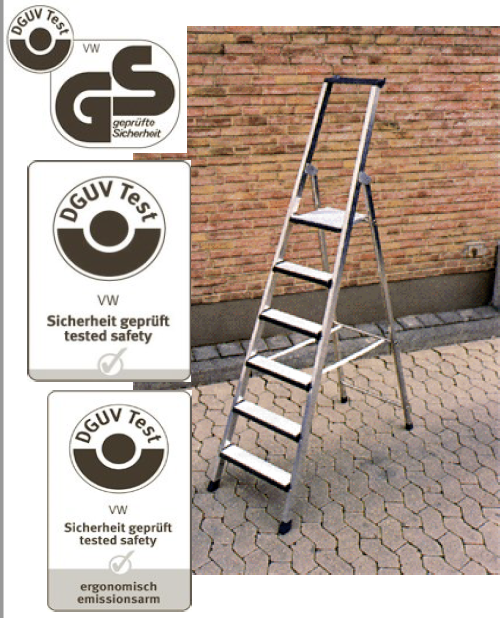 DGUV Test
VW
GS
geprüfte
Sicherheit
DGUV Test
VW
Sicherheit geprüft
tested safety
DGUV Test
VW
Sicherheit geprüft
tested safety
ergonomisch
emissionsarm